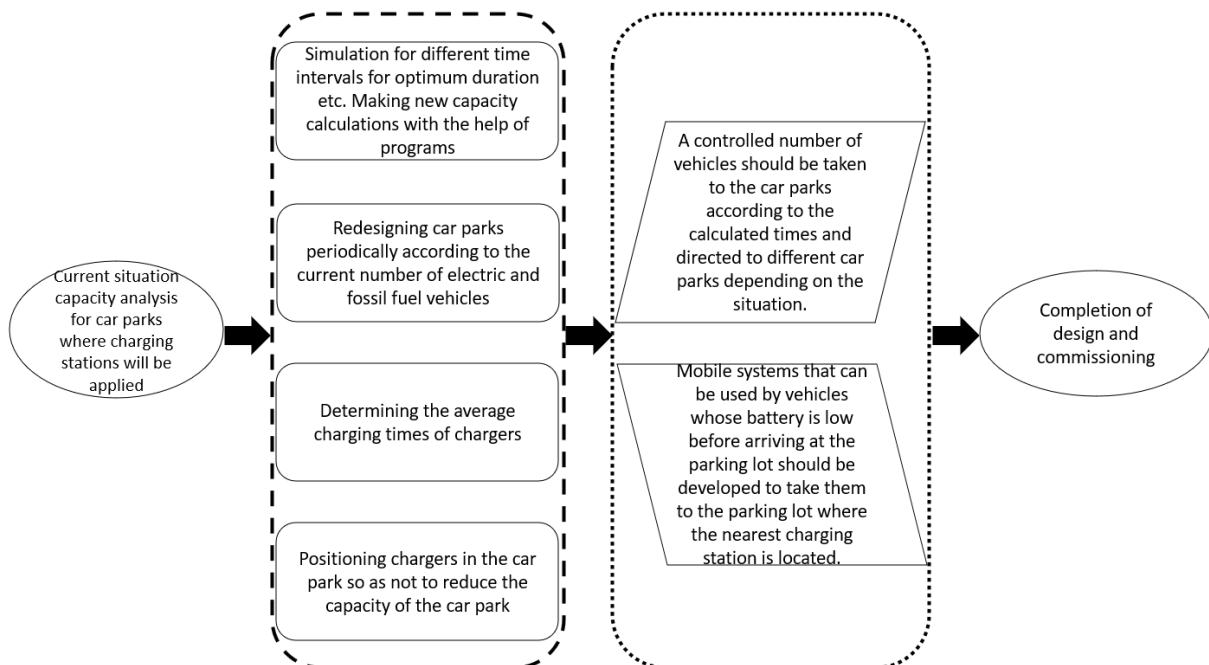 Current situation
capacity analysis
for car parks
where charging
stations will be
applied
Simulation for different time
intervals for optimum duration
etc. Making new capacity
calculations with the help of
programs
Redesigning car parks
periodically according to the
current number of electric and
fossil fuel vehicles
Determining the average
charging times of chargers
Positioning chargers in the car
park so as not to reduce the
capacity of the car park
A controlled number of
vehicles should be taken
to the car parks
according to the
calculated times and
directed to different car
parks depending on the
situation.
Mobile systems that can
be used by vehicles
whose battery is low
before arriving at the
parking lot should be
developed to take them
to the parking lot where
the nearest charging
station is located.
Completion of
design and
commissioning